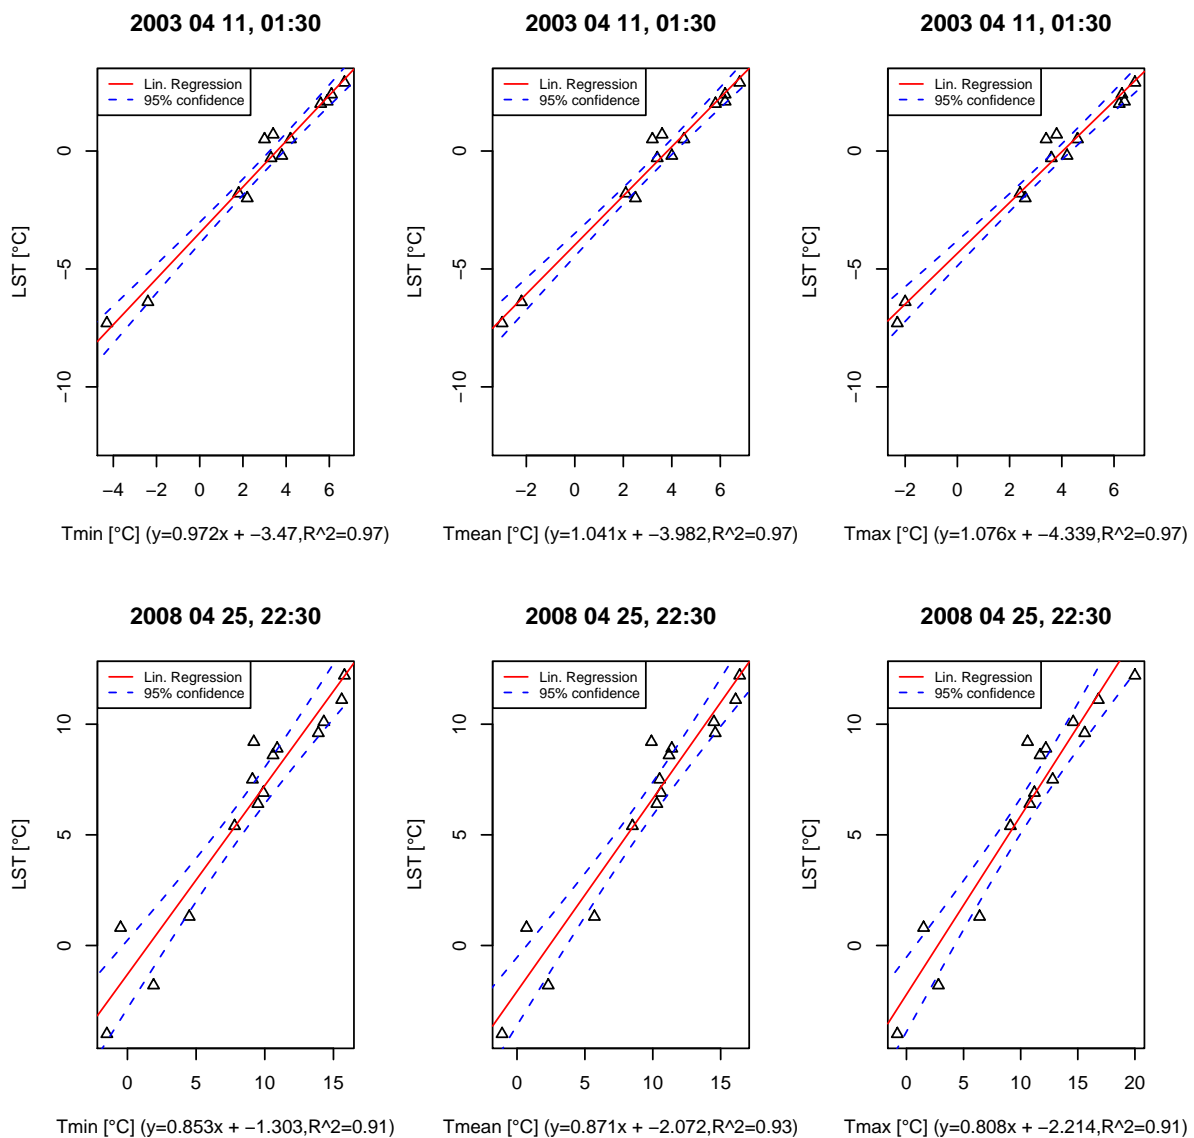 2003 04 11, 01:30
2003 04 11, 01:30
2003 04 11, 01:30
Lin. Regression
95% confidence
Lin. Regression
95% confidence
Lin. Regression
95% confidence
LST [°C]
0
−5
−10
LST [°C]
0
−5
−10
LST [°C]
0
−5
−10
−4 −2 0 2 4 6
−2 0 2 4 6
−2 0 2 4 6
Tmin [°C] (y=0.972x + −3.47,R^2=0.97)
Tmean [°C] (y=1.041x + −3.982,R^2=0.97)
Tmax [°C] (y=1.076x + −4.339,R^2=0.97)
2008 04 25, 22:30
2008 04 25, 22:30
2008 04 25, 22:30
Lin. Regression
95% confidence
Lin. Regression
95% confidence
Lin. Regression
95% confidence
LST [°C]
10
5
0
LST [°C]
10
5
0
LST [°C]
10
5
0
0 5 10 15
0 5 10 15
0 5 10 15 20
Tmin [°C] (y=0.853x + −1.303,R^2=0.91)
Tmean [°C] (y=0.871x + −2.072,R^2=0.93)
Tmax [°C] (y=0.808x + −2.214,R^2=0.91)